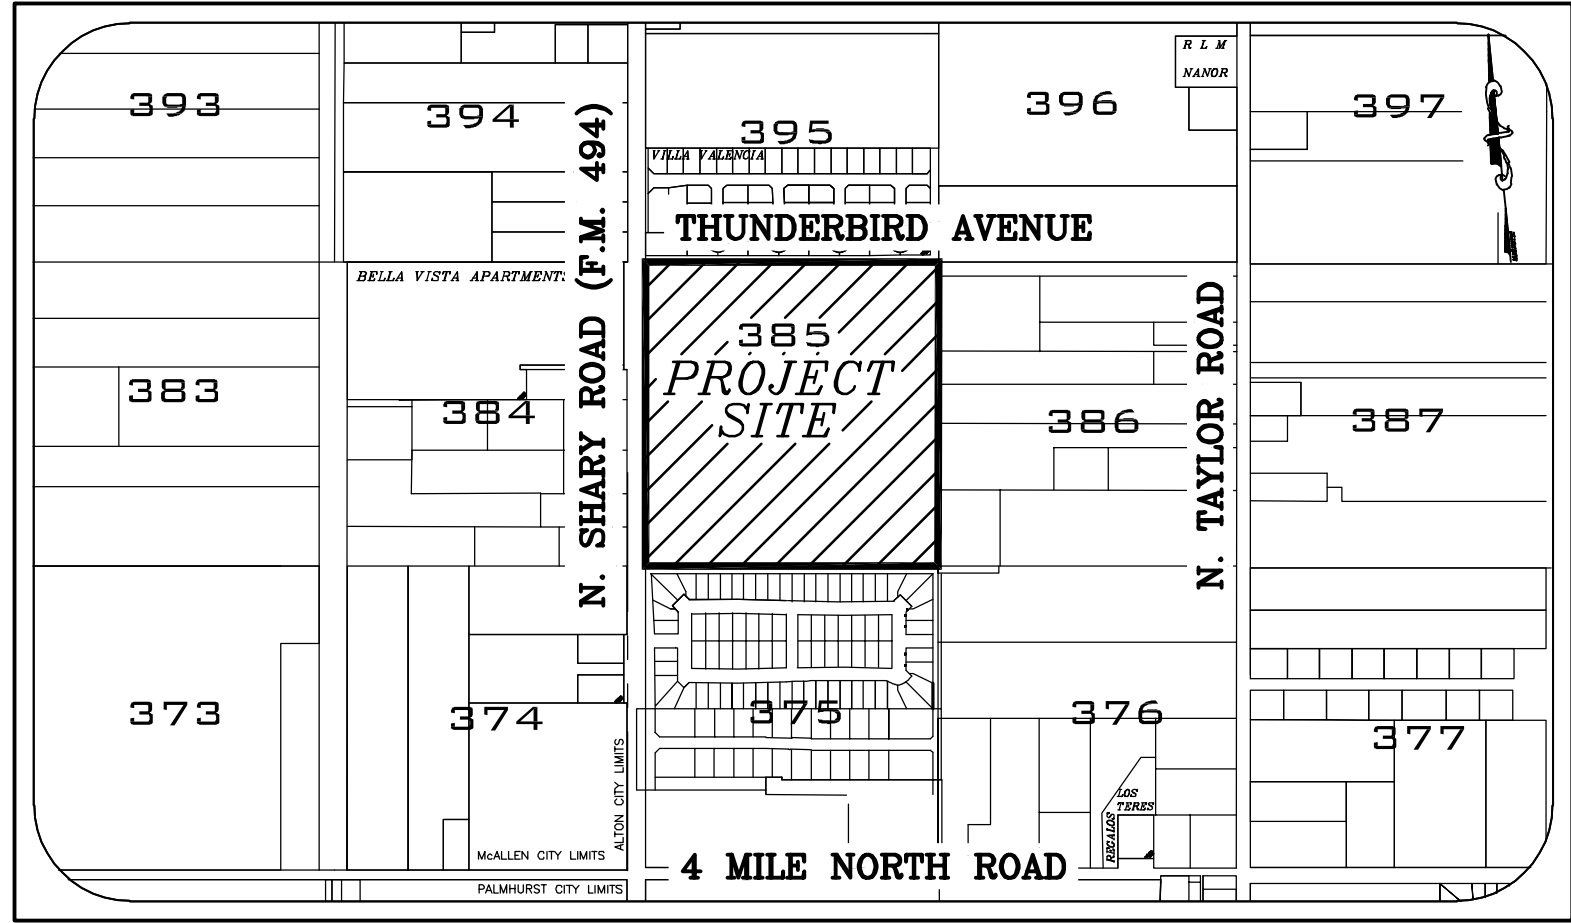 R L M
NANOR
393
394
395
396
397
VILLA VALENCIA
THUNDERBIRD AVENUE
BELLA VISTA APARTMENTS
N. SHARY ROAD (F.M. 494)
385
PROJECT
SITE
N. TAYLOR ROAD
383
384
386
387
373
374
375
376
377
LOS
TERES
REGALOS
ALTON CITY LIMITS
McALLEN CITY LIMITS
4 MILE NORTH ROAD
PALMHURST CITY LIMITS